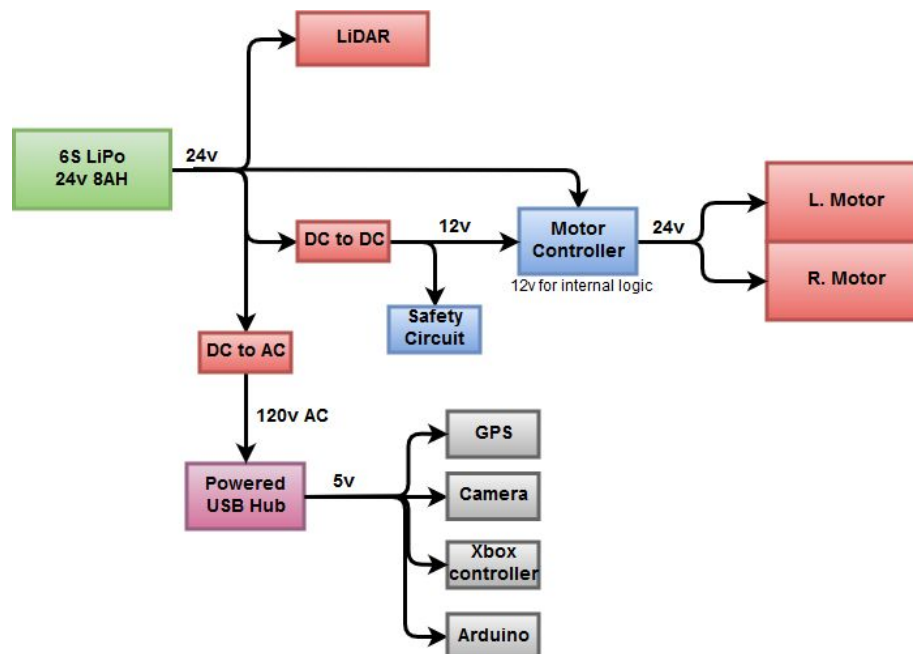 LiDAR
6S LiPo
24v 8AH
24v
DC to DC
12v
Motor
Controller
12v for internal logic
24v
L. Motor
R. Motor
Safety
Circuit
DC to AC
120v AC
Powered
USB Hub
5v
GPS
Camera
Xbox
controller
Arduino